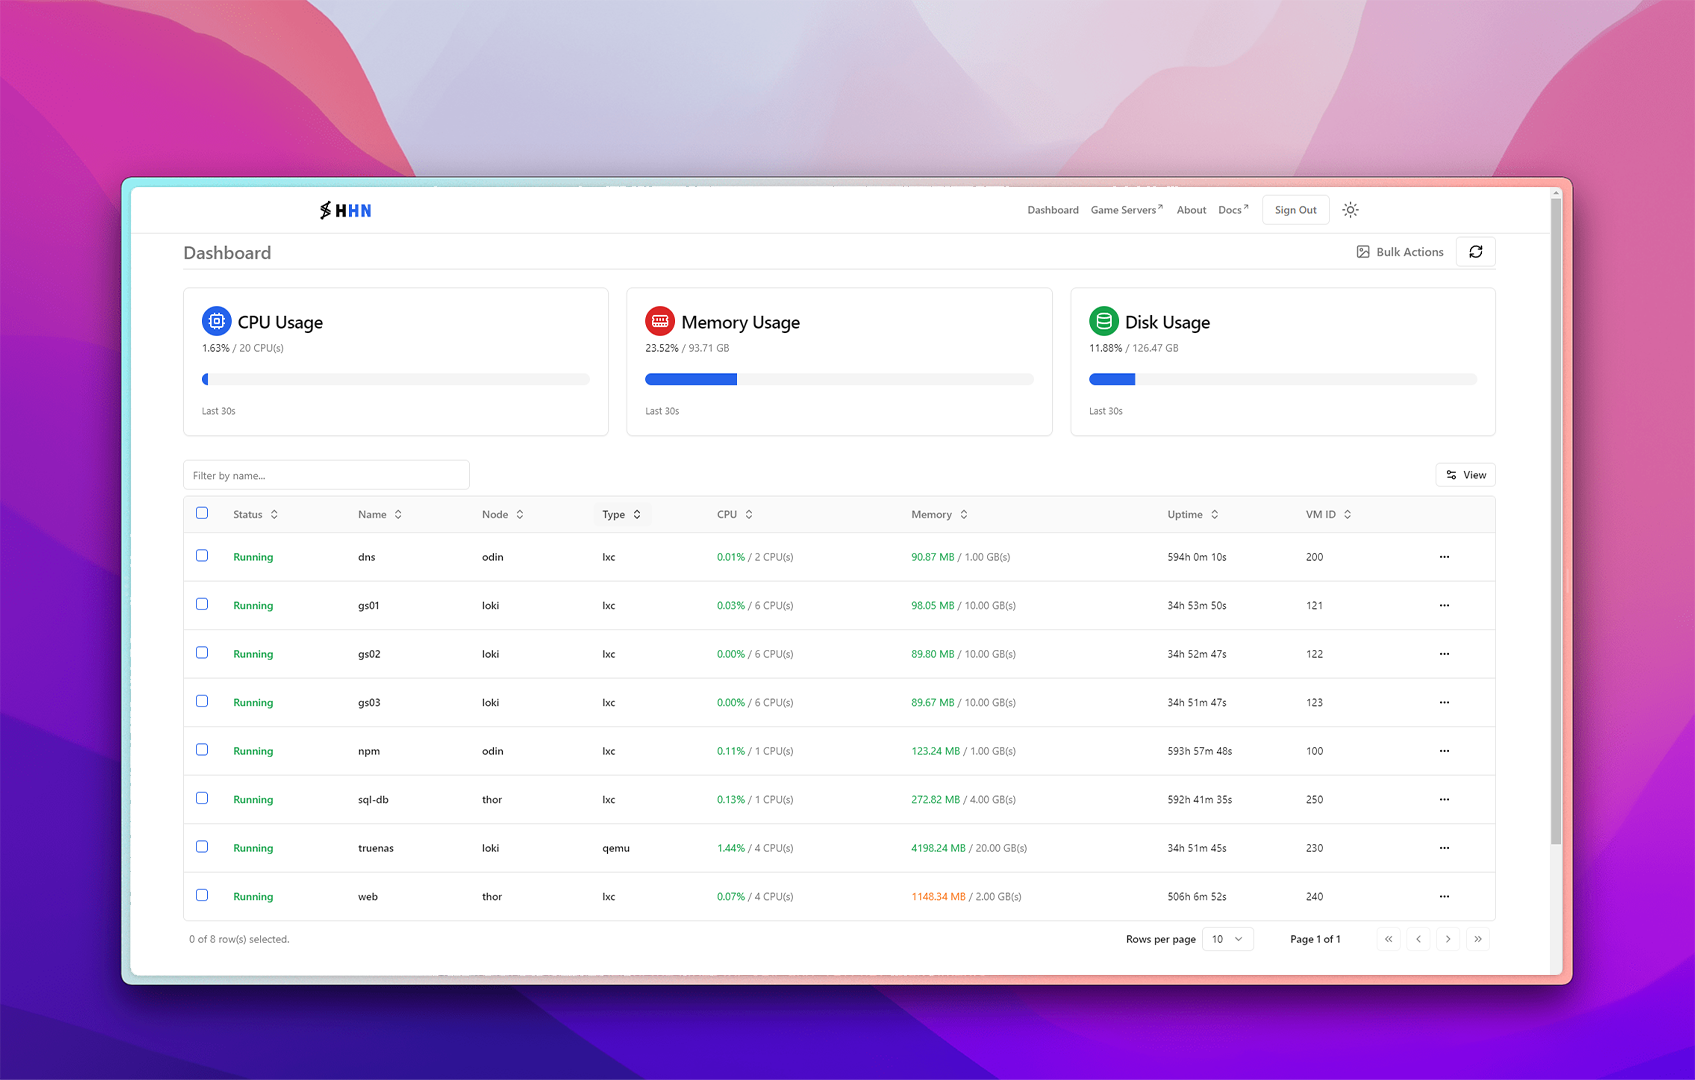 HHN
Dashboard Game Servers↗ About Docs↗ Sign Out
Dashboard
Bulk Actions
CPU Usage
1.63% / 20 CPU(s)
Last 30s
Memory Usage
23.52% / 93.71 GB
Last 30s
Disk Usage
11.88% / 126.47 GB
Last 30s
Filter by name...
View
Status Name Node Type CPU Memory Uptime VM ID
Running dns odin lxc 0.01% / 2 CPU(s) 90.87 MB / 1.00 GB(s) 594h 0m 10s 200 ...
Running gs01 loki lxc 0.03% / 6 CPU(s) 98.05 MB / 10.00 GB(s) 34h 53m 50s 121 ...
Running gs02 loki lxc 0.00% / 6 CPU(s) 89.80 MB / 10.00 GB(s) 34h 52m 47s 122 ...
Running gs03 loki lxc 0.00% / 6 CPU(s) 89.67 MB / 10.00 GB(s) 34h 51m 47s 123 ...
Running npm odin lxc 0.11% / 1 CPU(s) 123.24 MB / 1.00 GB(s) 593h 57m 48s 100 ...
Running sql-db thor lxc 0.13% / 1 CPU(s) 272.82 MB / 4.00 GB(s) 592h 41m 35s 250 ...
Running truenas loki qemu 1.44% / 4 CPU(s) 4198.24 MB / 20.00 GB(s) 34h 51m 45s 230 ...
Running web thor lxc 0.07% / 4 CPU(s) 1148.34 MB / 2.00 GB(s) 506h 6m 52s 240 ...
0 of 8 row(s) selected.
Rows per page 10 Page 1 of 1 « ‹ › »